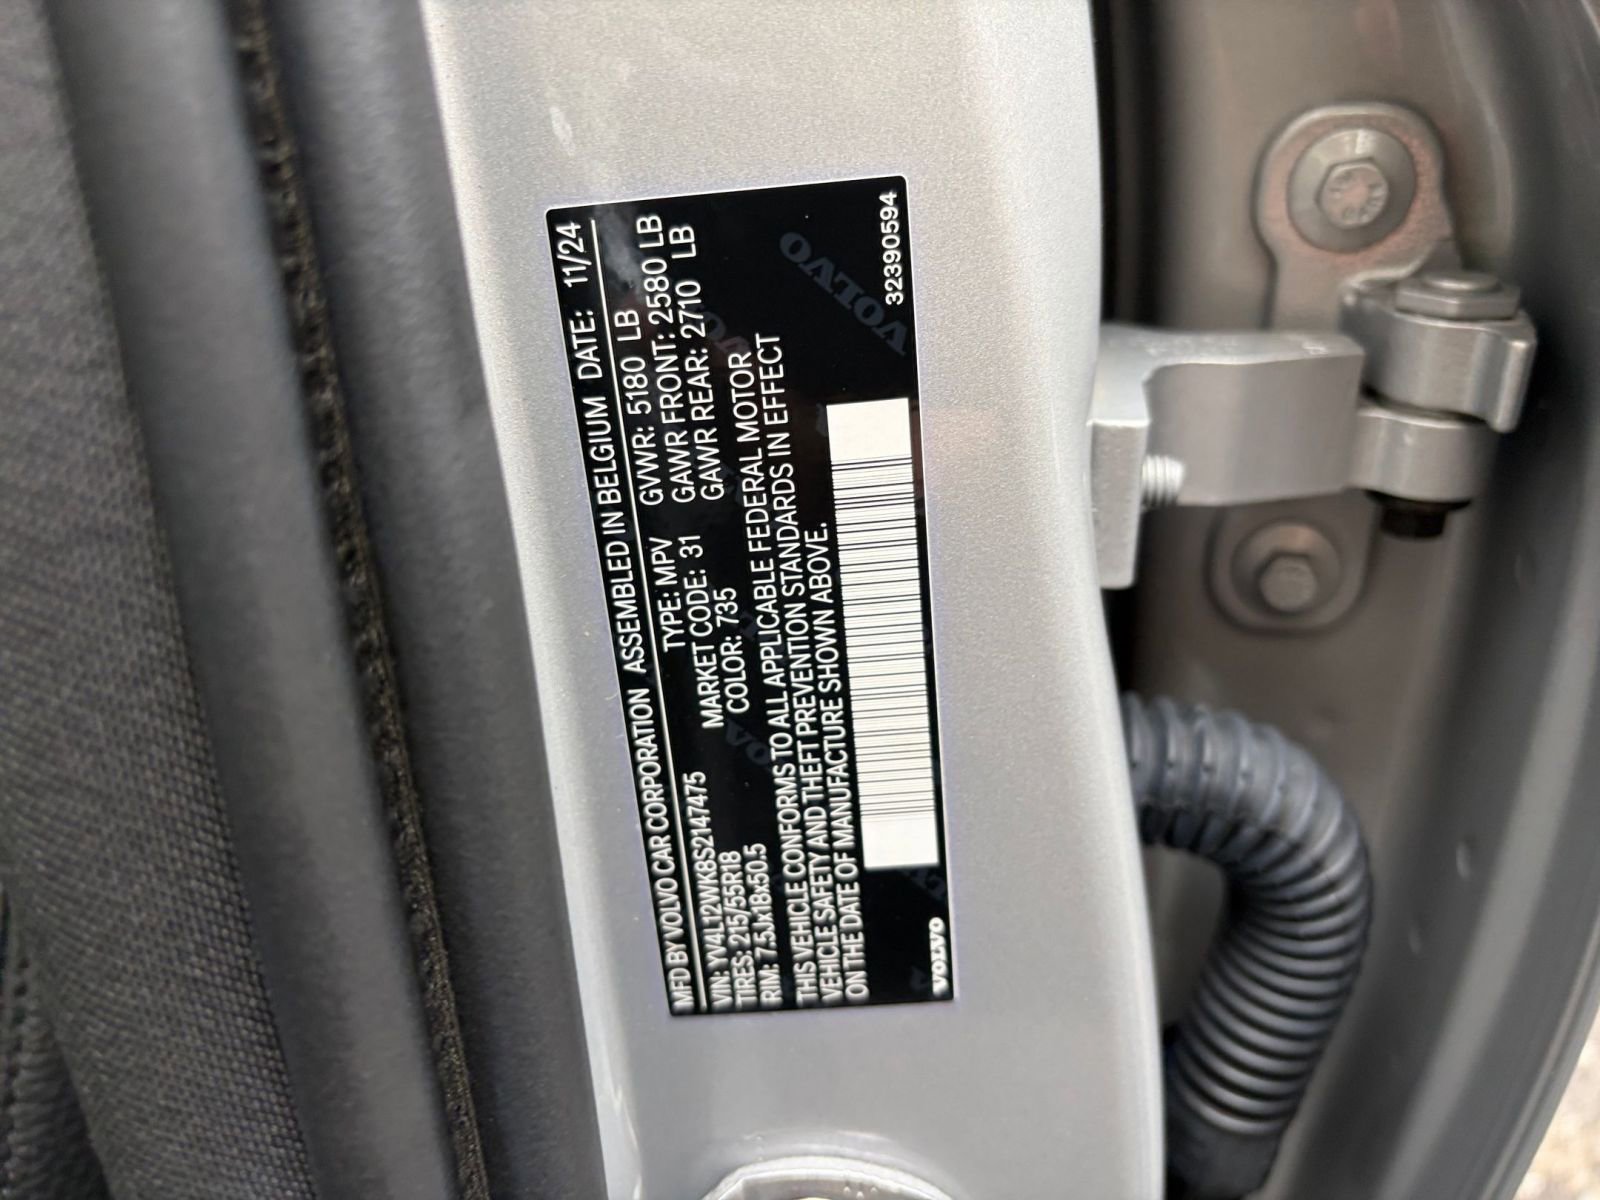 MFD BY VOLVO CAR CORPORATION ASSEMBLED IN BELGIUM DATE: 11/24
VIN: YV4L12WK8S2147475 TYPE: MPV GVWR: 5180 LB
TIRES: 215/55R18 MARKET CODE: 31 GAWR FRONT: 2580 LB
RIM: 7.5Jx18x50.5 COLOR: 735 GAWR REAR: 2710 LB
THIS VEHICLE CONFORMS TO ALL APPLICABLE FEDERAL MOTOR
VEHICLE SAFETY AND THEFT PREVENTION STANDARDS IN EFFECT
ON THE DATE OF MANUFACTURE SHOWN ABOVE.
VOLVO 32390594